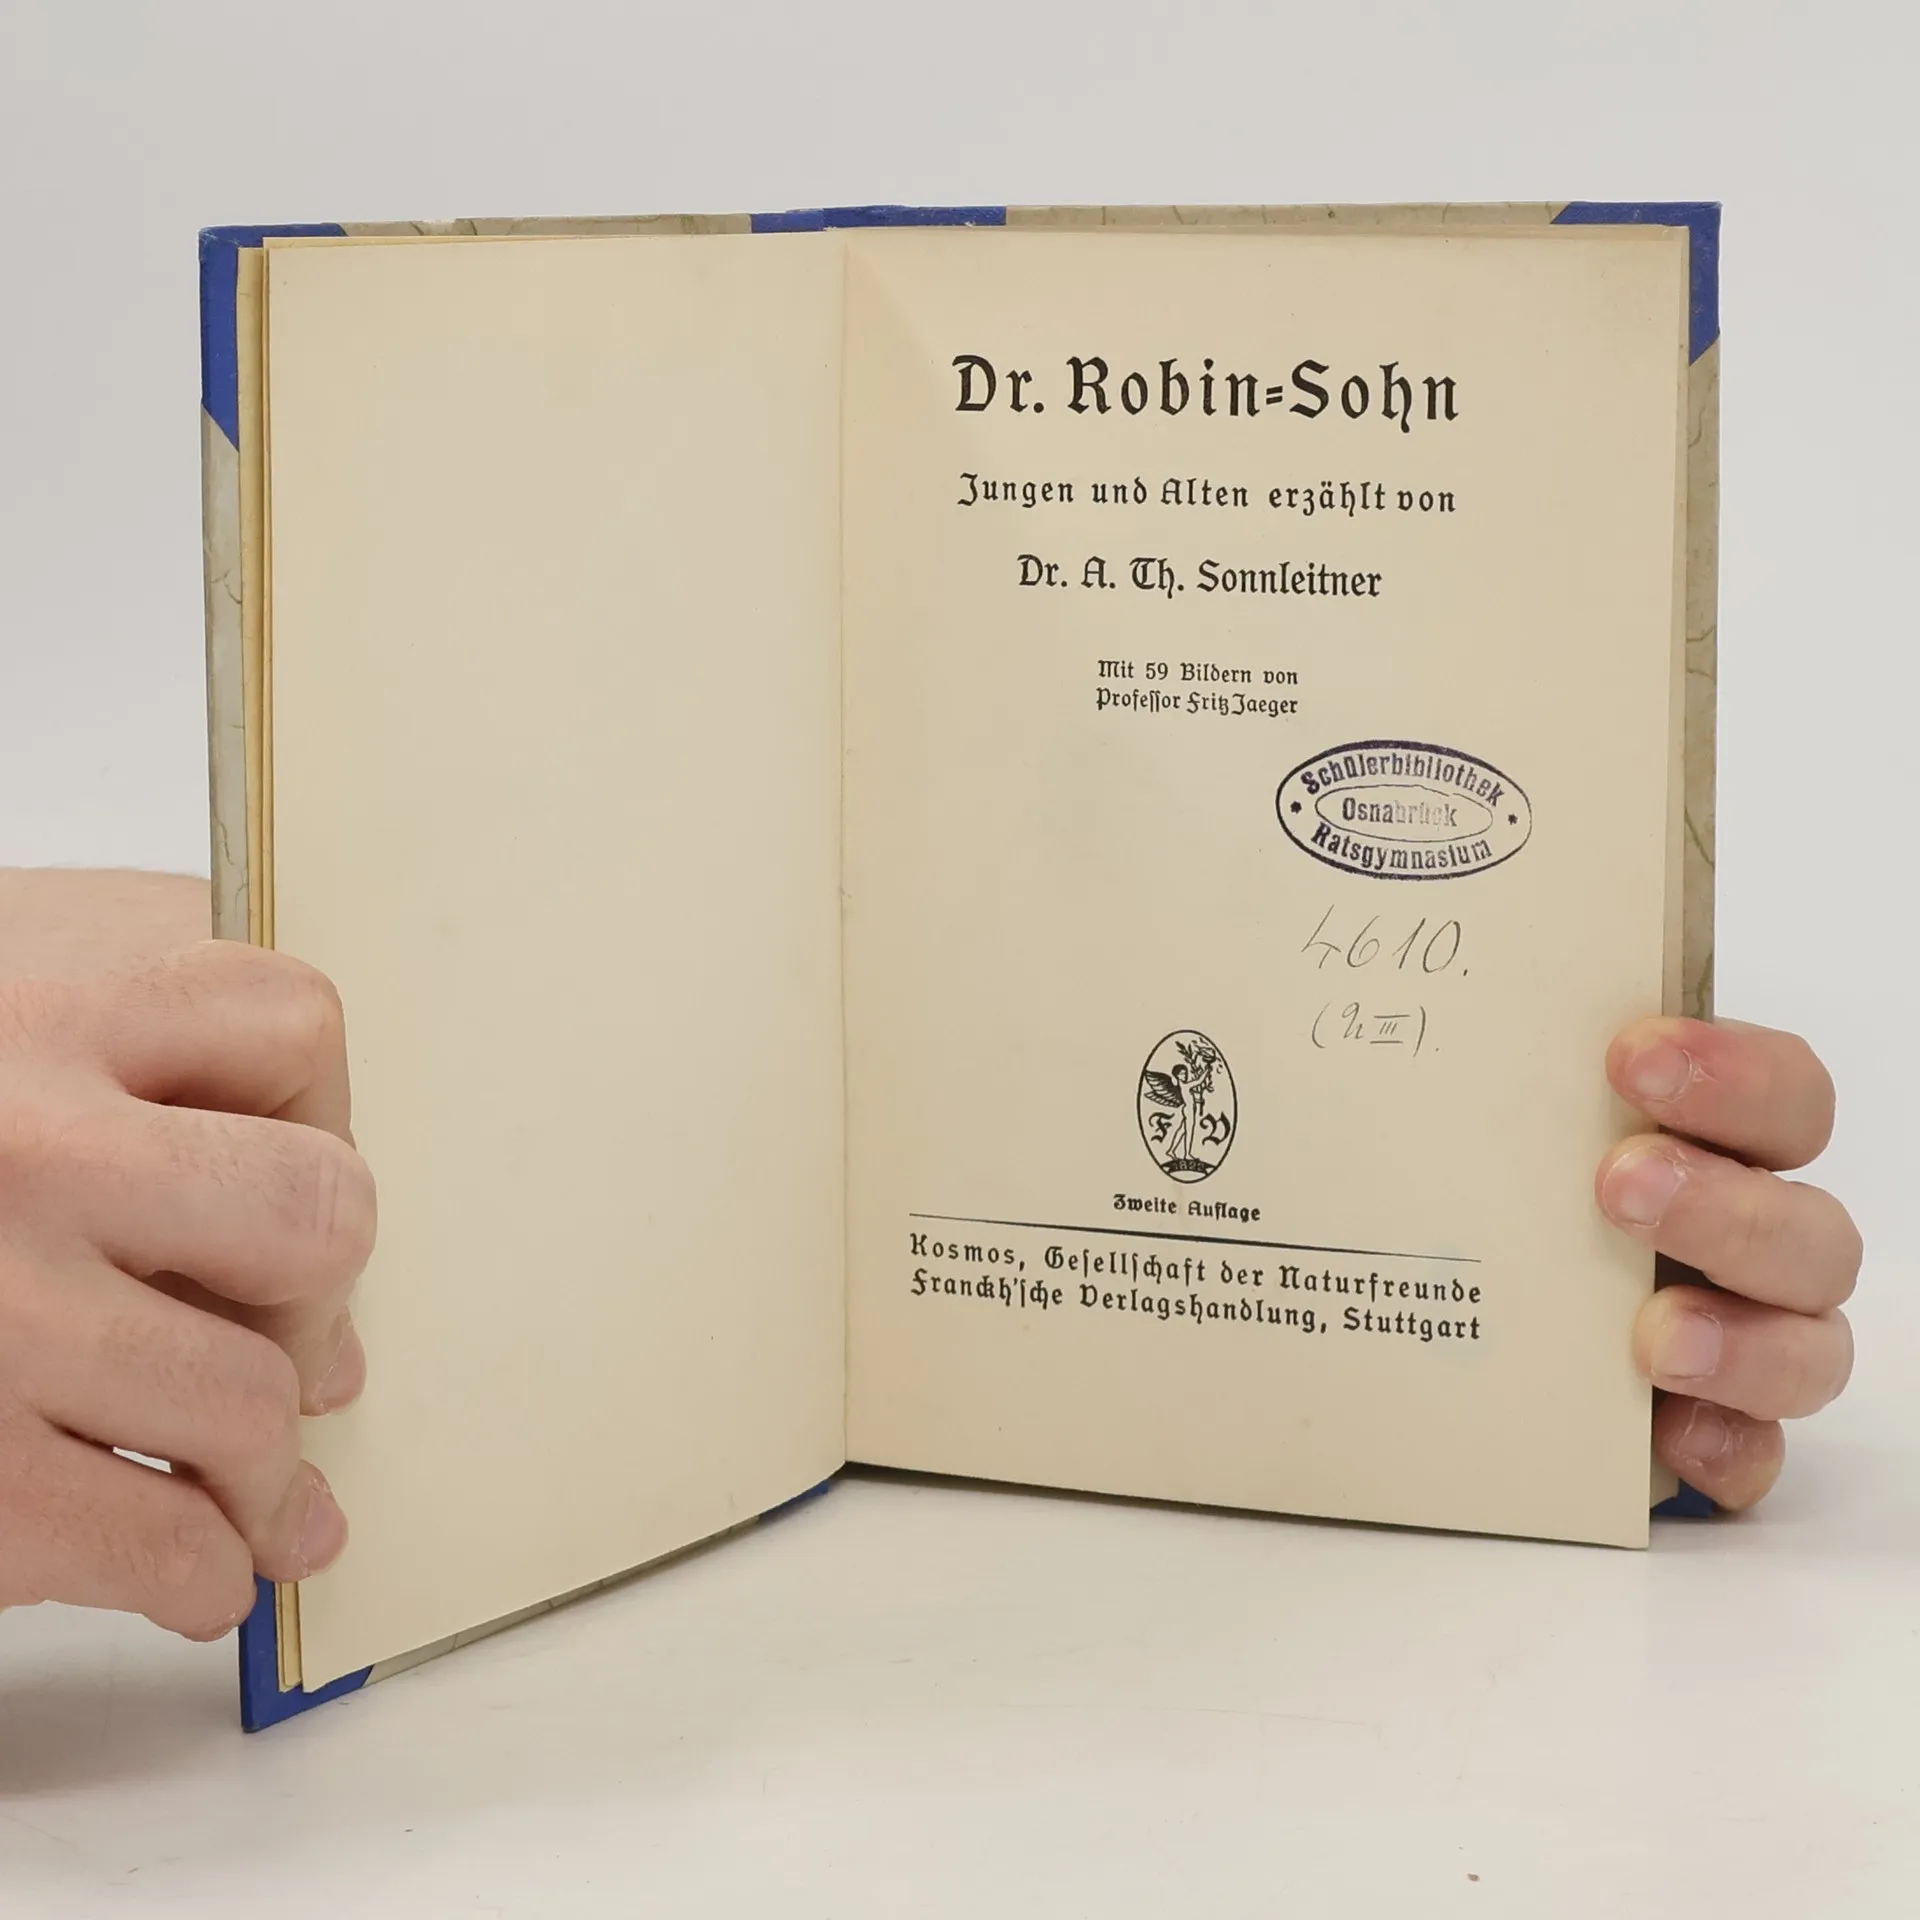 Dr. Robin=Sohn
Jungen und Alten erzählt von
Dr. A. Th. Sonnleitner
Mit 59 Bildern von
Professor Fritz Jaeger
Schülerbibliothek
Osnabrück
Ratsgymnasium
4610.
F V
Zweite Auflage
Kosmos, Gesellschaft der Naturfreunde
Franckh'sche Verlagshandlung, Stuttgart